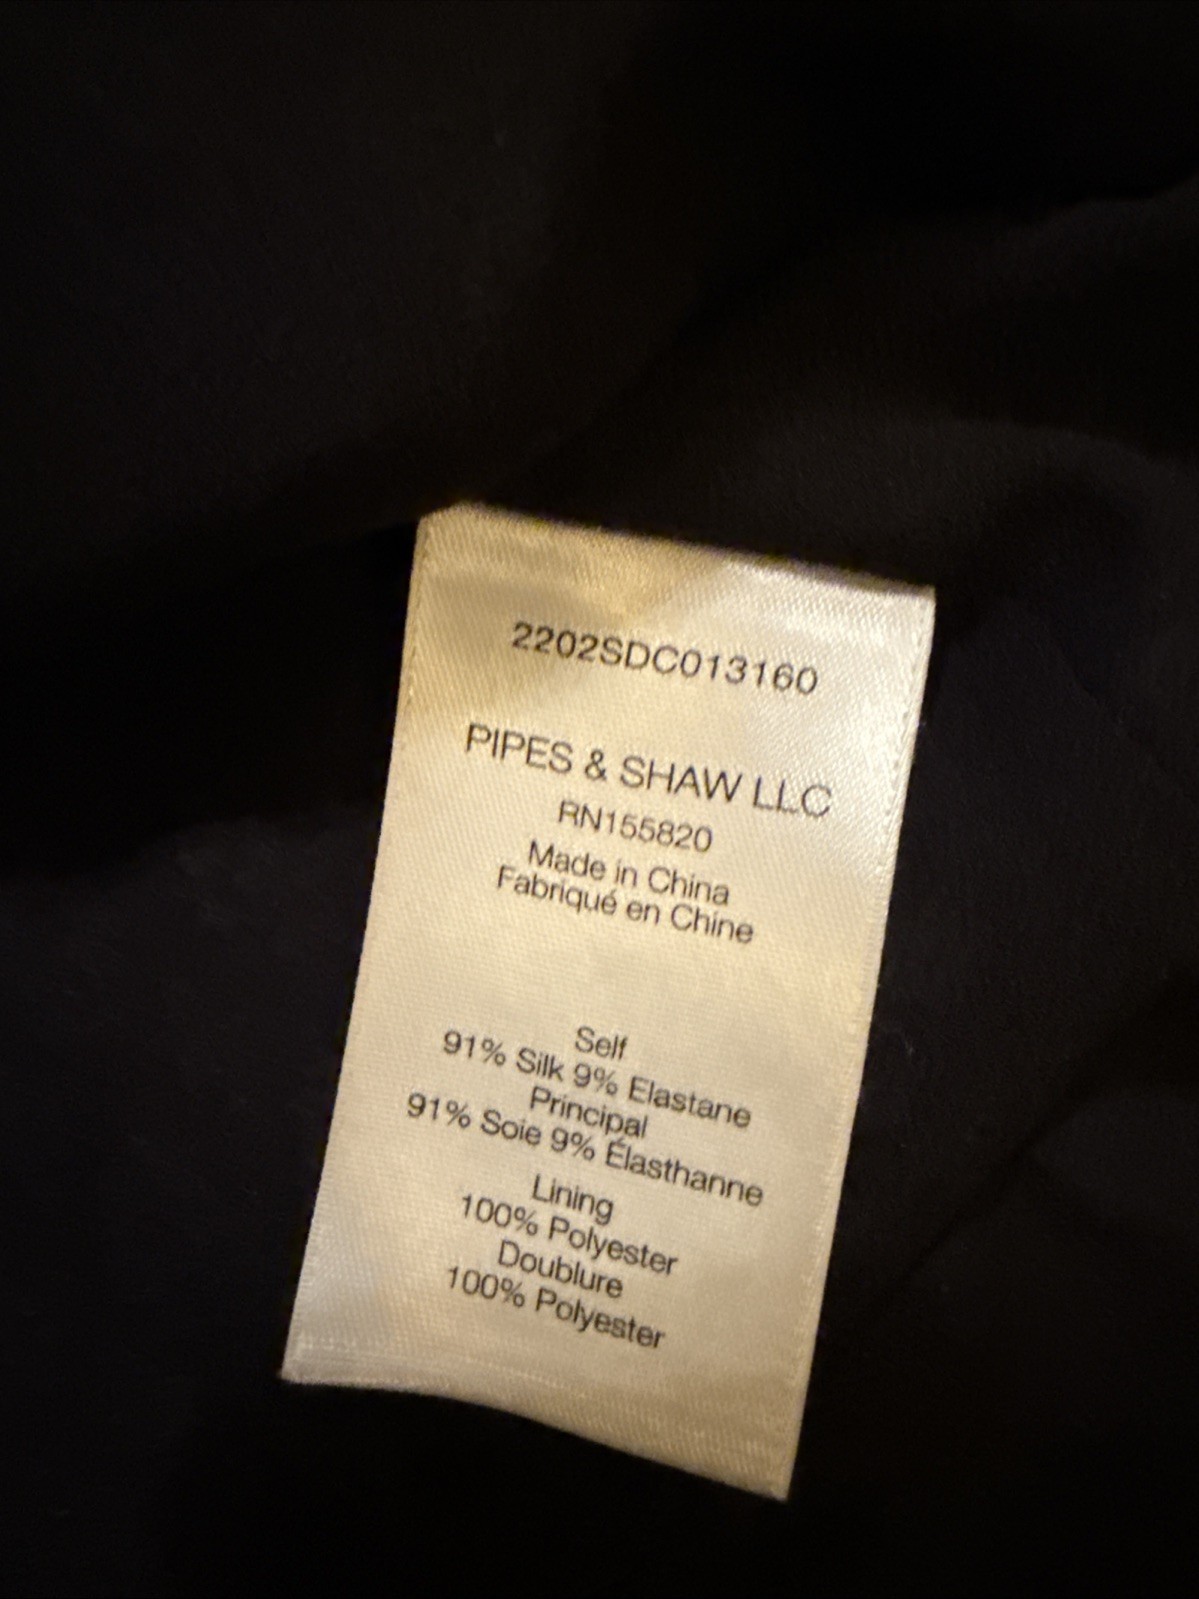 2202SDC013160
PIPES & SHAW LLC
RN155820
Made in China
Fabriqué en Chine
Self
91% Silk 9% Elastane
Principal
91% Soie 9% Élasthanne
Lining
100% Polyester
Doublure
100% Polyester